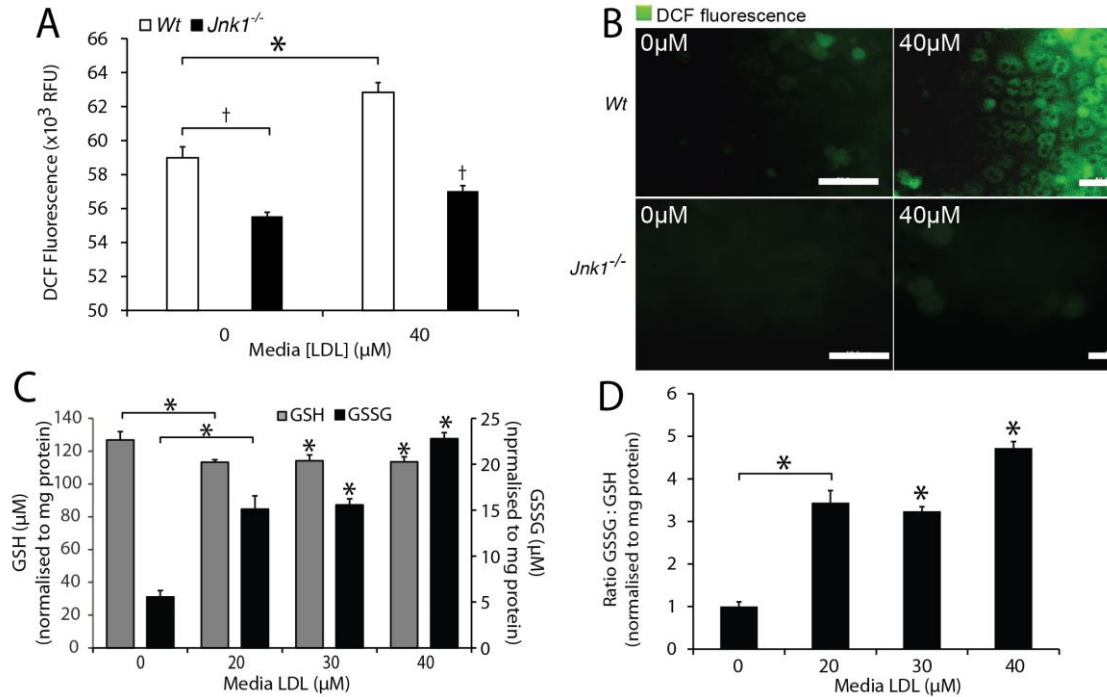 A
Wt Jnk1-/-
DCF Fluorescence (x10³ RFU)
66
64
62
60
58
56
54
52
50
*
†
†
0 40
Media [LDL] (µM)
B
DCF fluorescence
0µM 40µM
Wt
0µM 40µM
Jnk1-/-
C
GSH GSSG
GSH (µM)
(normalised to mg protein)
140
120
100
80
60
40
20
0
* * * * * *
25
20
15
10
5
0
GSSG (µM)
(nprmalised to mg protein)
0 20 30 40
Media LDL (µM)
D
Ratio GSSG : GSH
(normalised to mg protein)
6
5
4
3
2
1
0
* * *
0 20 30 40
Media LDL (µM)